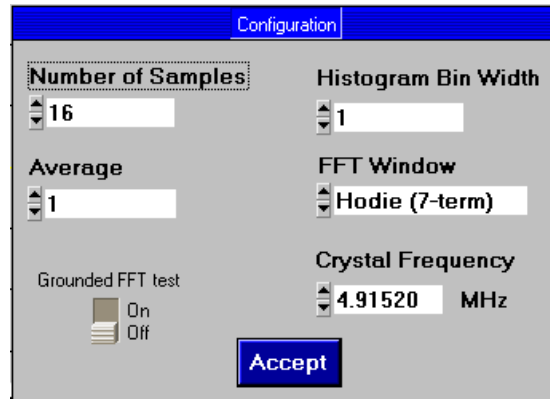 Configuration
Number of Samples
16
Histogram Bin Width
1
Average
1
FFT Window
Hodie (7-term)
Grounded FFT test
On
Off
Crystal Frequency
4.91520 MHz
Accept